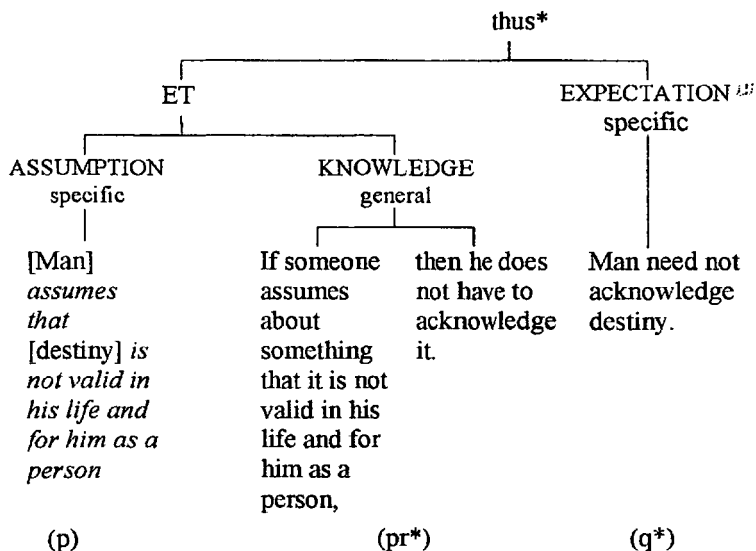 thus*
ET
EXPECTATION
specific
ASSUMPTION
specific
KNOWLEDGE
general
[Man]
assumes
that
[destiny] is
not valid in
his life and
for him as a
person
If someone
assumes
about
something
that it is not
valid in his
life and for
him as a
person,
then he does
not have to
acknowledge
it.
Man need not
acknowledge
destiny.
(p)
(pr*)
(q*)